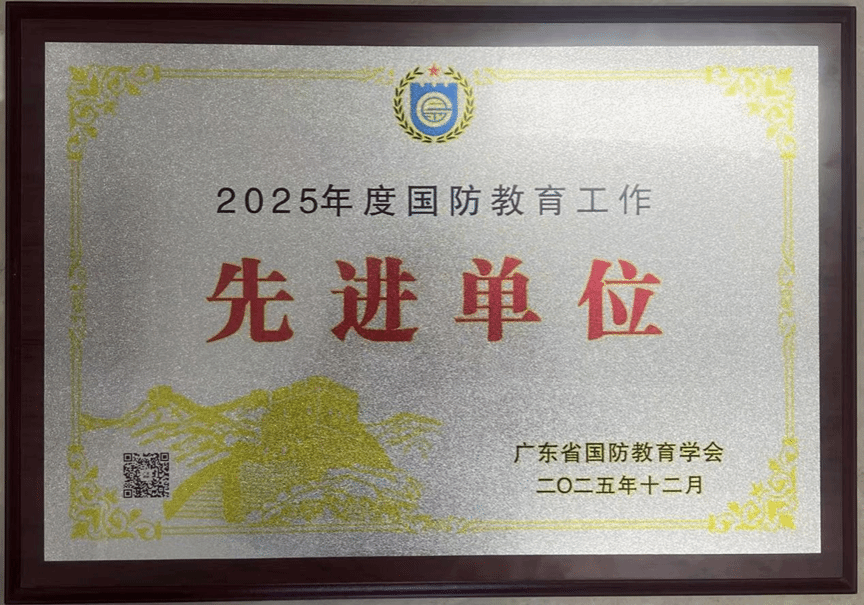 2025年度国防教育工作
先进单位
广东省国防教育学会
二〇二五年十二月